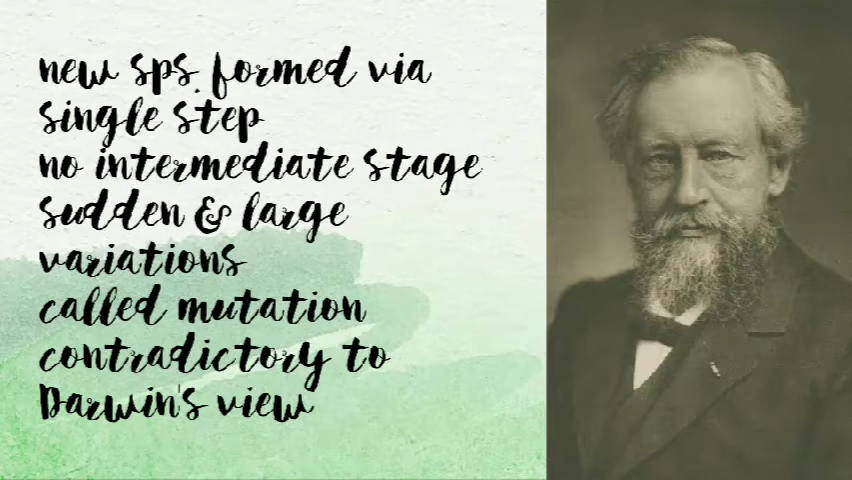 new sps. formed via
single step
no intermediate stage
sudden & large
variations
called mutation
contradictory to
Darwin's view